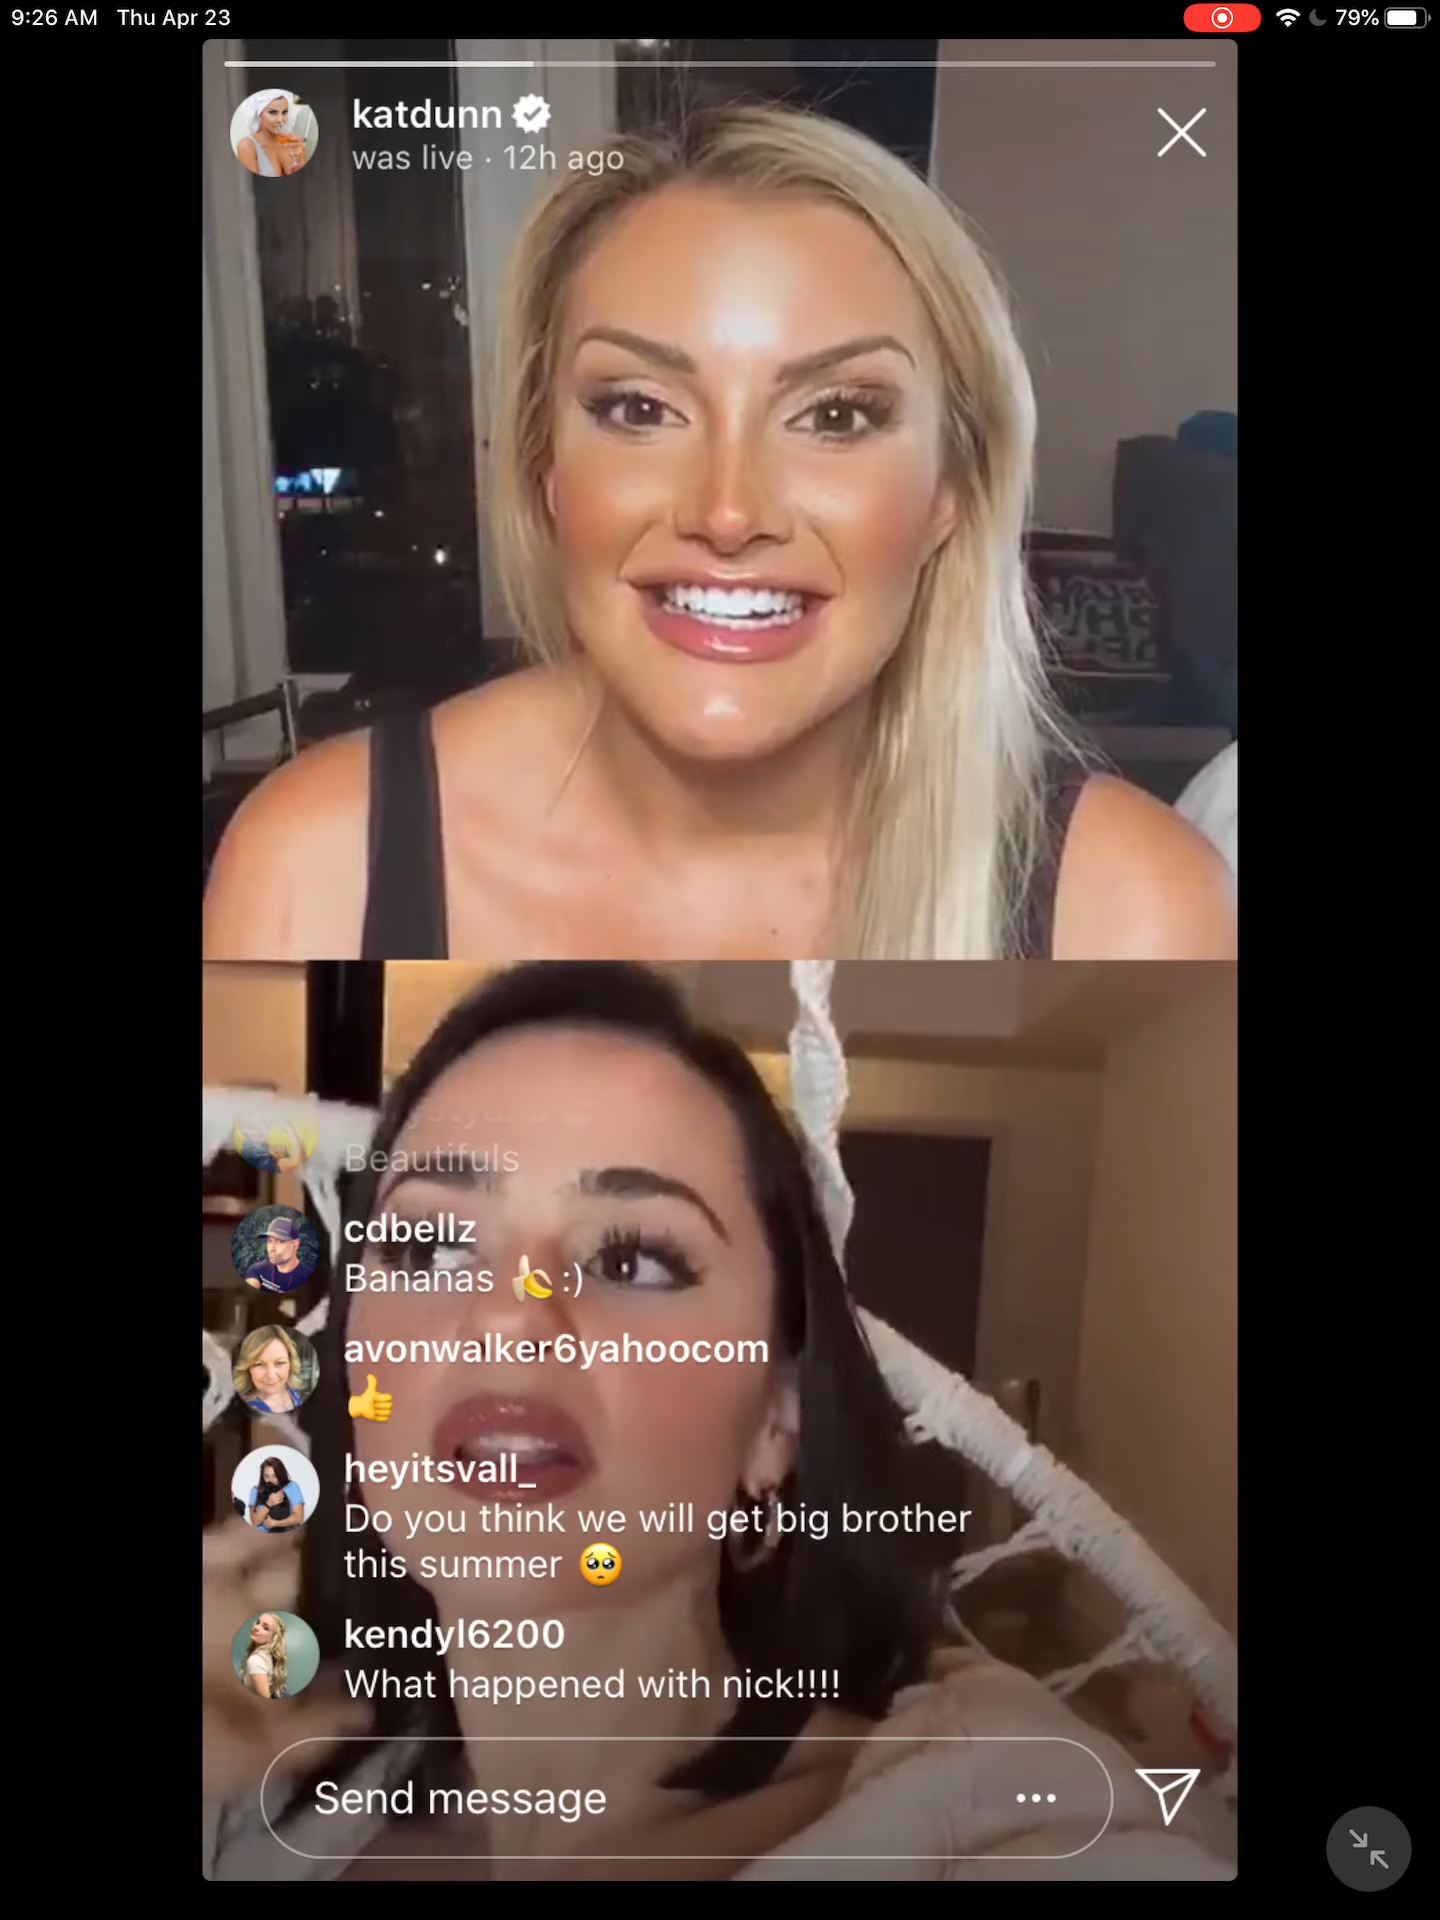 9:26 AM Thu Apr 23
79%
katdunn
was live · 12h ago
Beautifuls
cdbellz
Bananas 🍌 :)
avonwalker6yahoocom
👍
heyitsvall_
Do you think we will get big brother
this summer 🥺
kendyl6200
What happened with nick!!!!
Send message